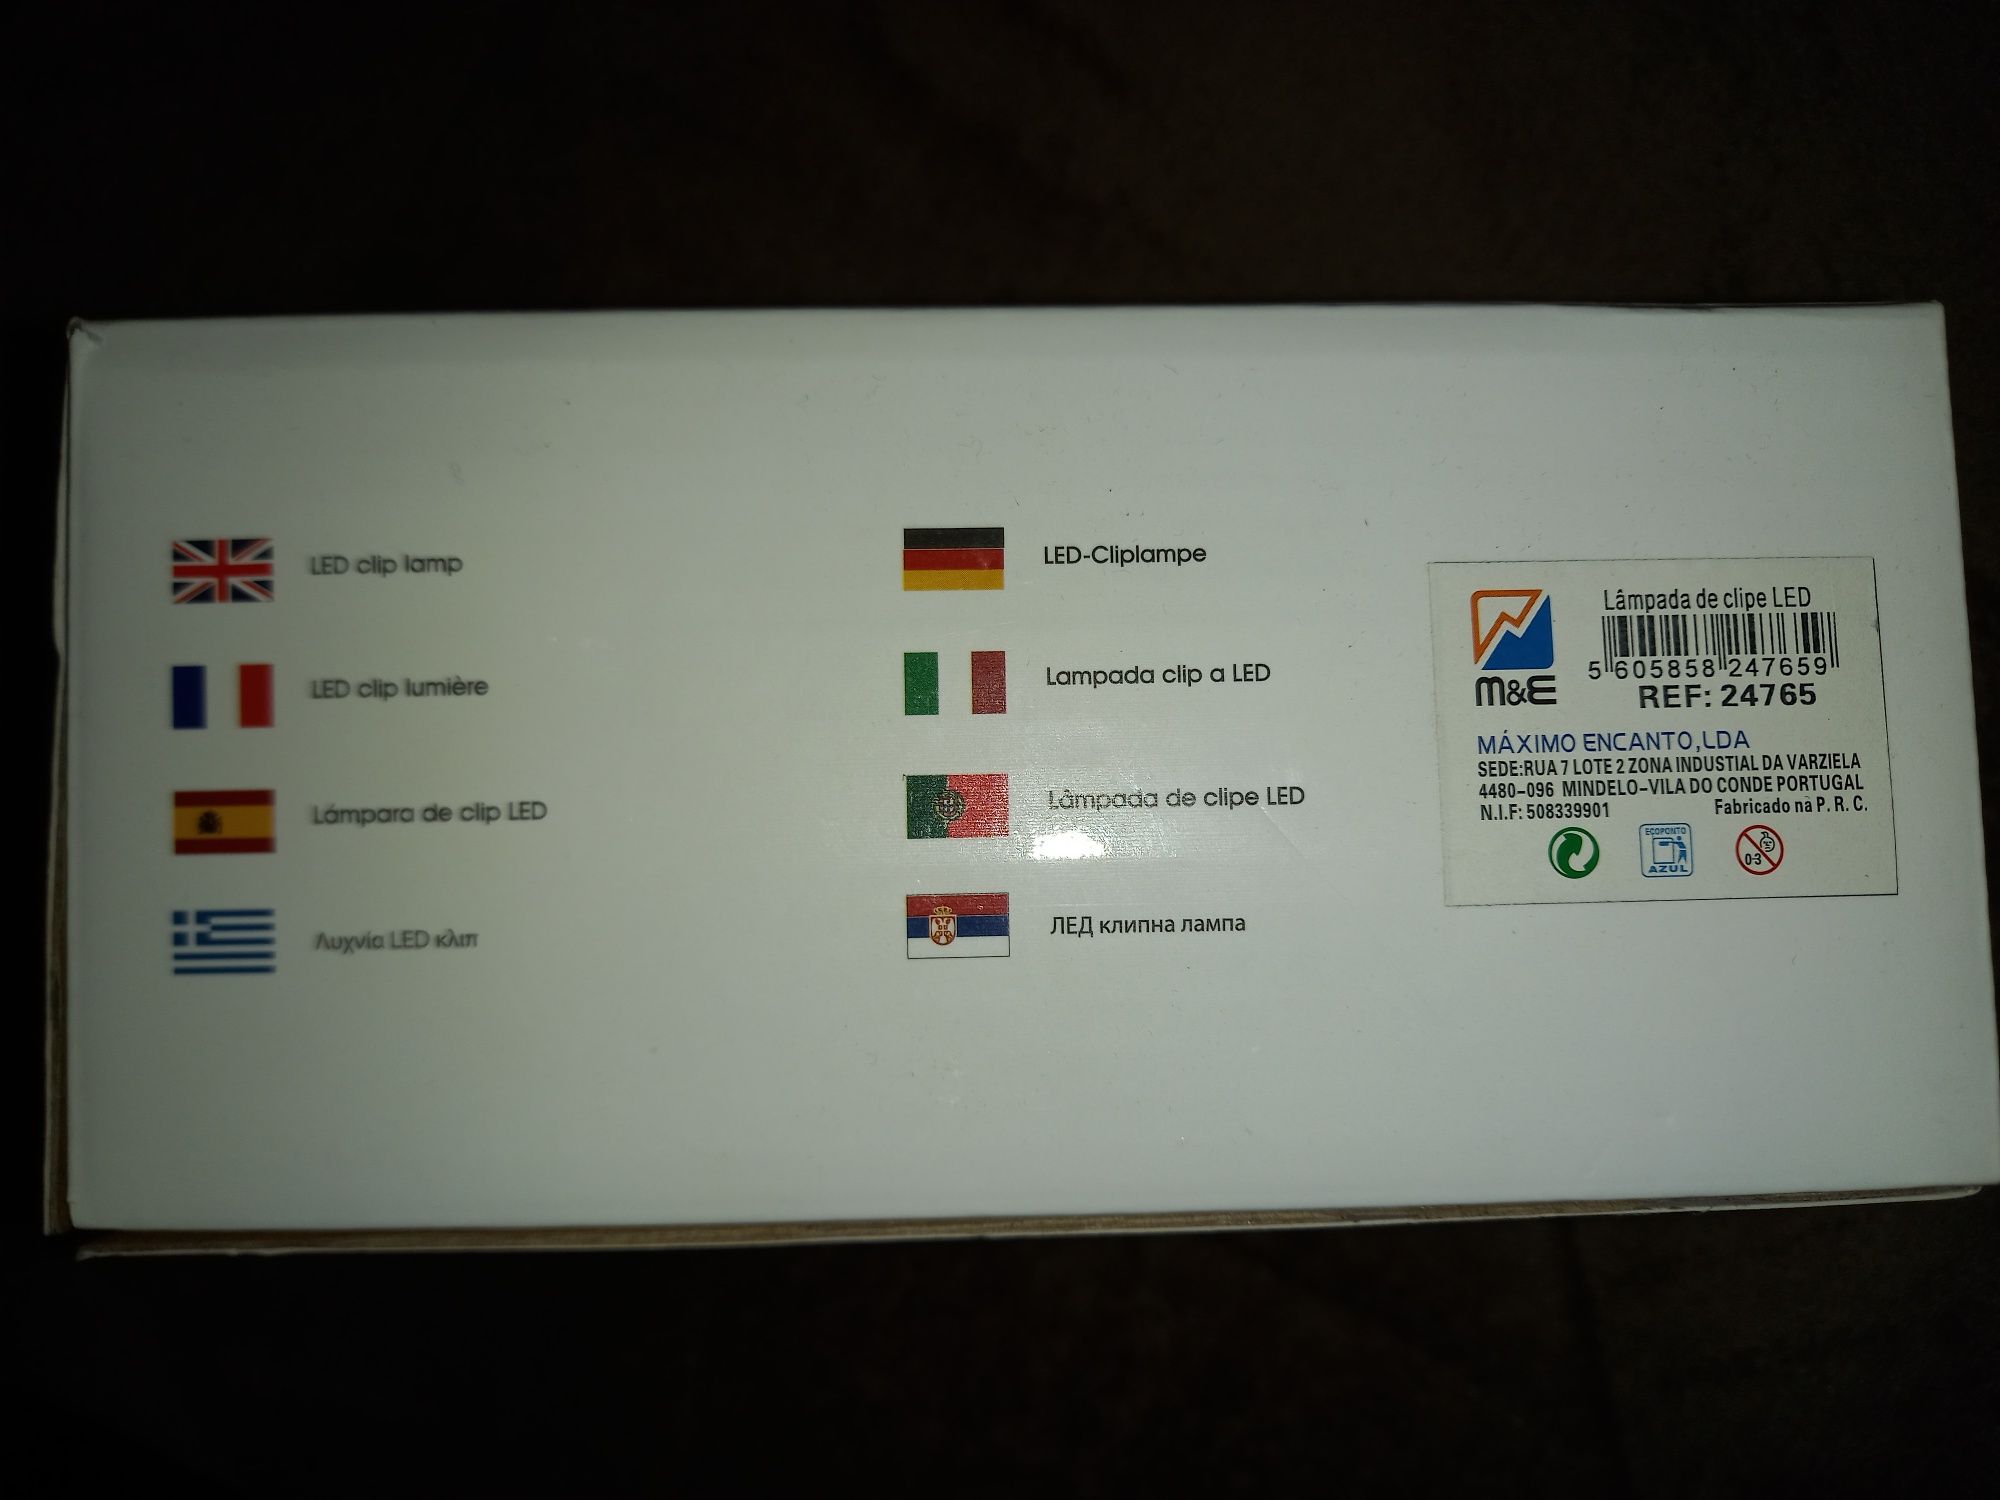 LED clip lamp
LED clip lumière
Lámpara de clip LED
Λυχνία LED κλιπ
LED-Cliplampe
Lampada clip a LED
Lâmpada de clipe LED
ЛЕД клипна лампа
Lâmpada de clipe LED
5 605858 247659
M&E
REF: 24765
MÁXIMO ENCANTO,LDA
SEDE:RUA 7 LOTE 2 ZONA INDUSTIAL DA VARZIELA
4480-096 MINDELO-VILA DO CONDE PORTUGAL
N.I.F: 508339901
Fabricado na P. R. C.
ECOPONTO
AZUL
0-3